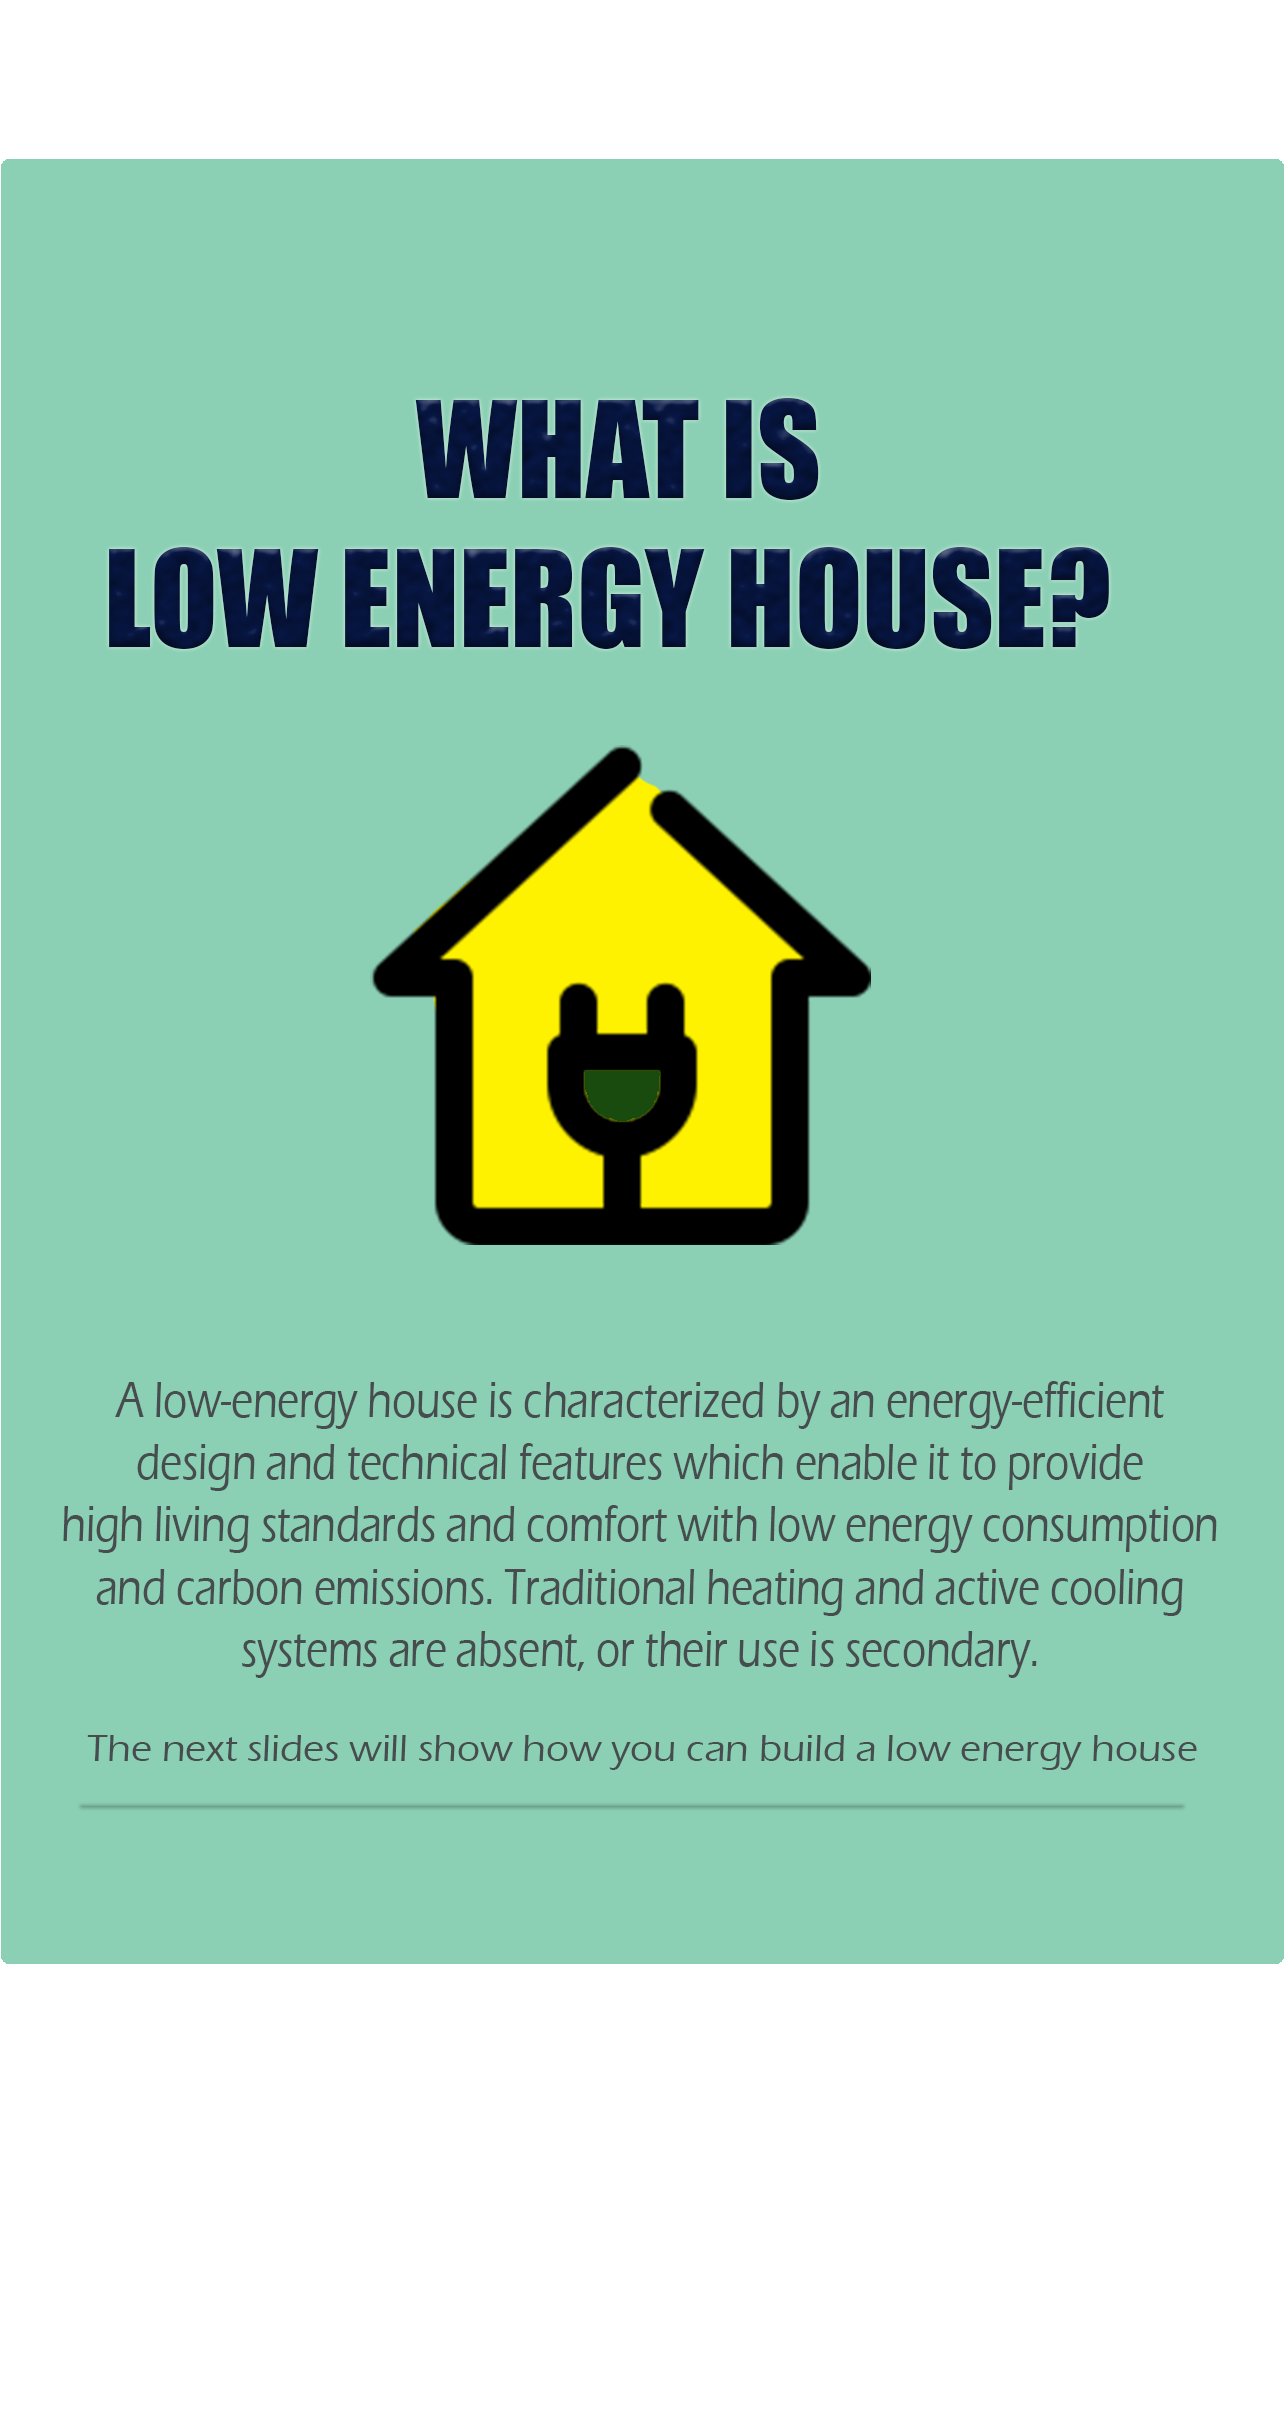 WHAT IS
LOW ENERGY HOUSE?
A low-energy house is characterized by an energy-efficient
design and technical features which enable it to provide
high living standards and comfort with low energy consumption
and carbon emissions. Traditional heating and active cooling
systems are absent, or their use is secondary.
The next slides will show how you can build a low energy house